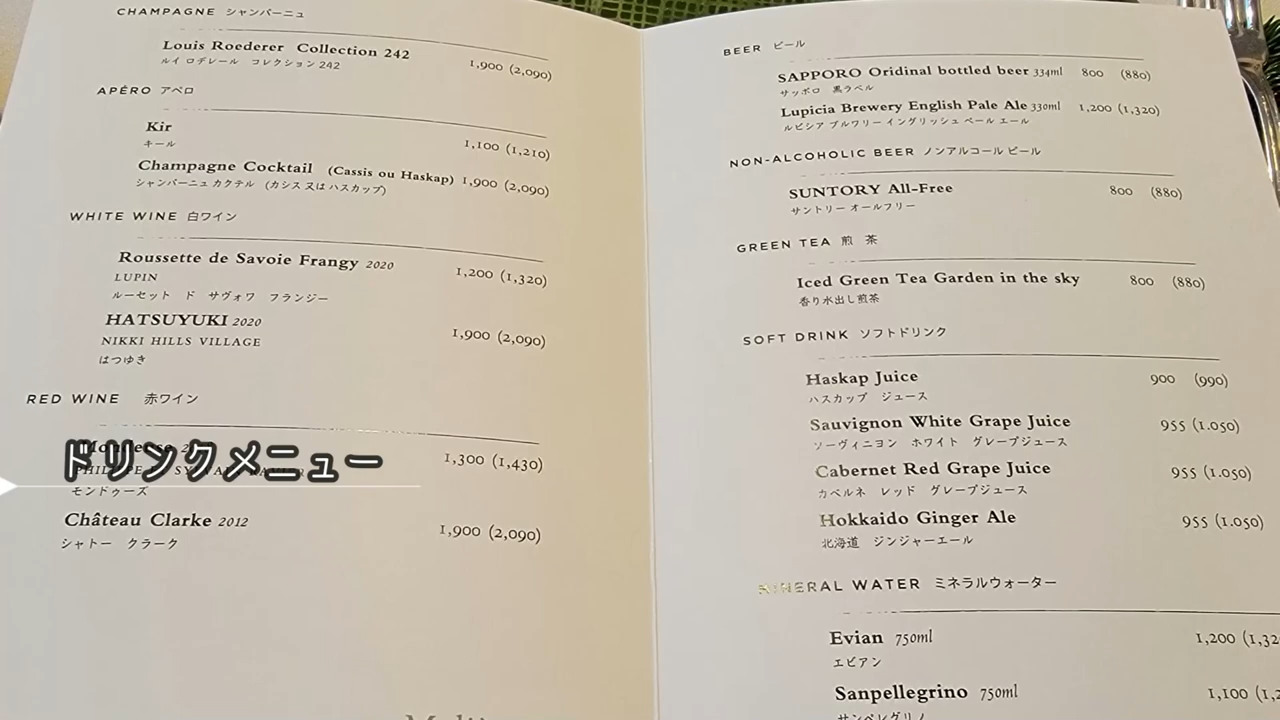 CHAMPAGNE シャンパーニュ
Louis Roederer Collection 242 1,900 (2,090)
ルイ ロデレール コレクション 242
APÉRO アペロ
Kir 1,100 (1,210)
キール
Champagne Cocktail (Cassis ou Haskap) 1,900 (2,090)
シャンパーニュ カクテル (カシス 又は ハスカップ)
WHITE WINE 白ワイン
Roussette de Savoie Frangy 2020 1,200 (1,320)
LUPIN
ルーセット ド サヴォワ フランジー
HATSUYUKI 2020 1,900 (2,090)
NIKKI HILLS VILLAGE
はつゆき
RED WINE 赤ワイン
1,300 (1,430)
ドリンクメニュー
モンドゥーズ
Château Clarke 2012 1,900 (2,090)
シャトー クラーク
BEER ビール
SAPPORO Oridinal bottled beer 334ml 800 (880)
サッポロ 黒ラベル
Lupicia Brewery English Pale Ale 330ml 1,200 (1,320)
ルピシア ブルワリー イングリッシュ ペール エール
NON-ALCOHOLIC BEER ノンアルコール ビール
SUNTORY All-Free 800 (880)
サントリー オールフリー
GREEN TEA 煎 茶
Iced Green Tea Garden in the sky 800 (880)
香り水出し煎茶
SOFT DRINK ソフトドリンク
Haskap Juice 900 (990)
ハスカップ ジュース
Sauvignon White Grape Juice 955 (1.050)
ソーヴィニヨン ホワイト グレープジュース
Cabernet Red Grape Juice 955 (1.050)
カベルネ レッド グレープジュース
Hokkaido Ginger Ale 955 (1.050)
北海道 ジンジャーエール
MINERAL WATER ミネラルウォーター
Evian 750ml 1,200 (1,32
エビアン
Sanpellegrino 750ml 1,100 (1,2
サンペレグリノ